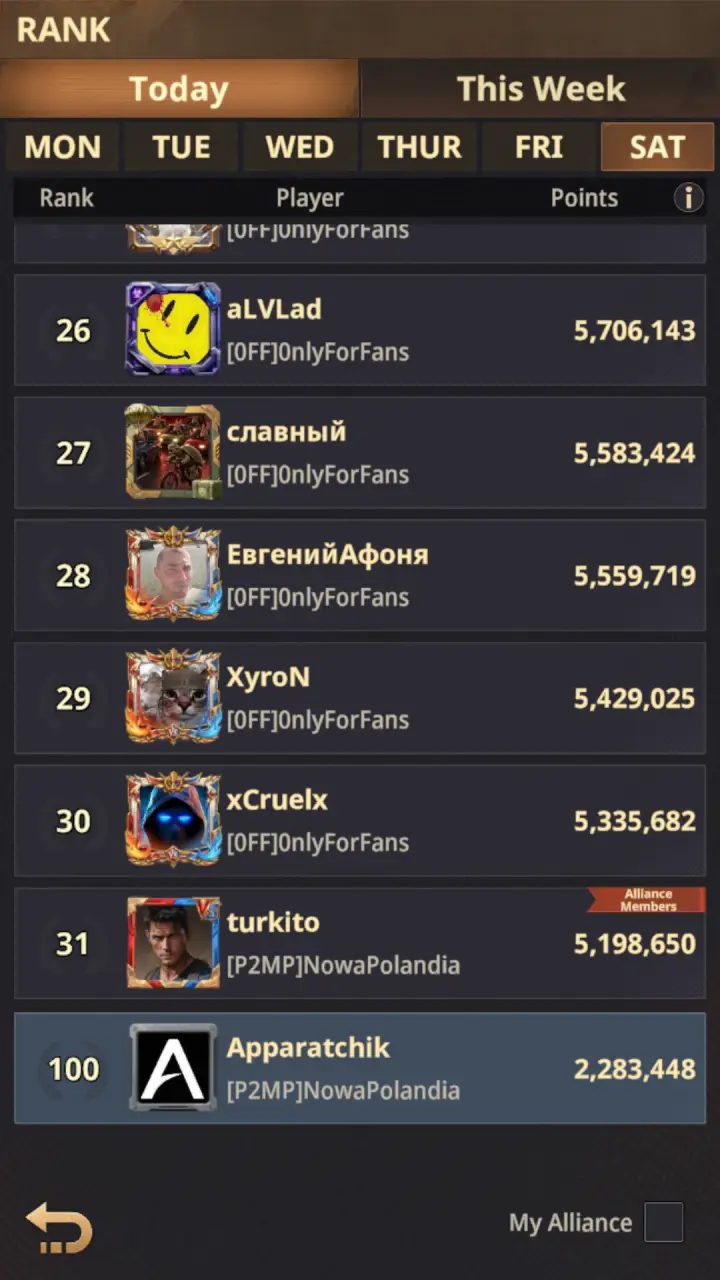 RANK
Today
This Week
MON
TUE
WED
THUR
FRI
SAT
Rank
Player
Points
[0FF]0nlyForFans
26
aLVLad
[0FF]0nlyForFans
5,706,143
27
славный
[0FF]0nlyForFans
5,583,424
28
ЕвгенийАфоня
[0FF]0nlyForFans
5,559,719
29
XyroN
[0FF]0nlyForFans
5,429,025
30
xCruelx
[0FF]0nlyForFans
5,335,682
Alliance
Members
31
turkito
[P2MP]NowaPolandia
5,198,650
100
Apparatchik
[P2MP]NowaPolandia
2,283,448
My Alliance